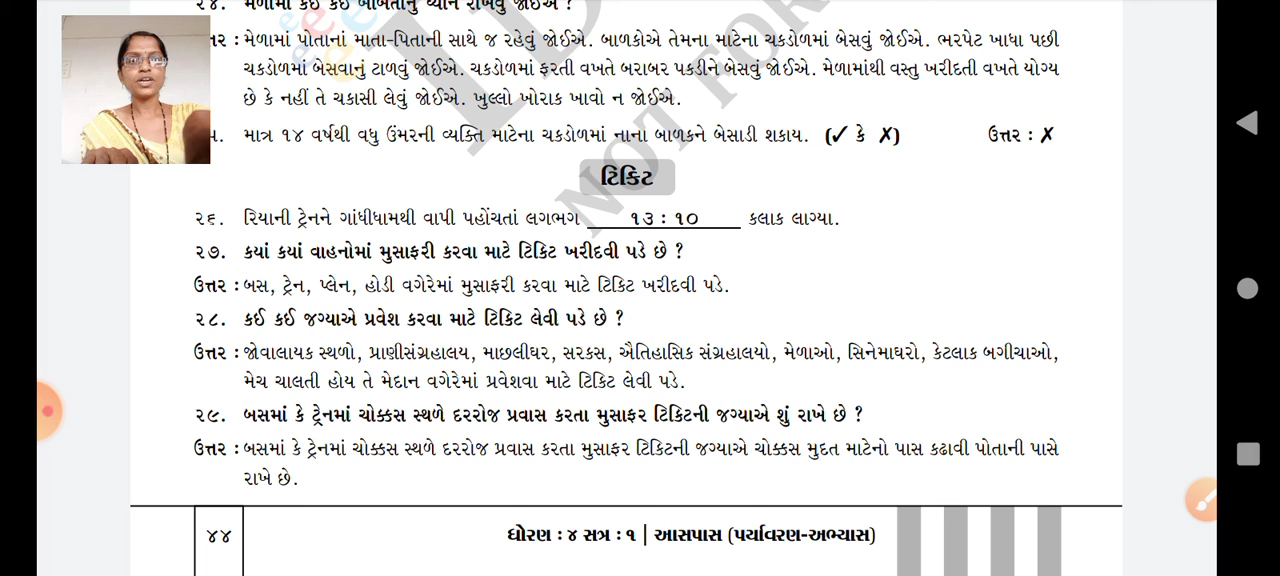 ૨૪. મેળામાં કઈ કઈ બાબતોનું ધ્યાન રાખવું જોઈએ ?
મેળામાં પોતાનાં માતા-પિતાની સાથે જ રહેવું જોઈએ. બાળકોએ તેમના માટેના ચકડોળમાં બેસવું જોઈએ. ભરપેટ ખાધા પછી
ચકડોળમાં બેસવાનું ટાળવું જોઈએ. ચકડોળમાં ફરતી વખતે બરાબર પકડીને બેસવું જોઈએ. મેળામાંથી વસ્તુ ખરીદતી વખતે યોગ્ય
છે કે નહીં તે ચકાસી લેવું જોઈએ. ખુલ્લો ખોરાક ખાવો ન જોઈએ.
માત્ર ૧૪ વર્ષથી વધુ ઉંમરની વ્યક્તિ માટેના ચકડોળમાં નાના બાળકને બેસાડી શકાય. (✓ કે ✗) ઉત્તર : ✗
ટિકિટ
૨૬. રિયાની ટ્રેનને ગાંધીધામથી વાપી પહોંચતાં લગભગ ૧૩ : ૧૦ કલાક લાગ્યા.
૨૭. કયાં કયાં વાહનોમાં મુસાફરી કરવા માટે ટિકિટ ખરીદવી પડે છે ?
ઉત્તર : બસ, ટ્રેન, પ્લેન, હોડી વગેરેમાં મુસાફરી કરવા માટે ટિકિટ ખરીદવી પડે.
૨૮. કઈ કઈ જગ્યાએ પ્રવેશ કરવા માટે ટિકિટ લેવી પડે છે ?
ઉત્તર : જોવાલાયક સ્થળો, પ્રાણીસંગ્રહાલય, માછલીઘર, સરકસ, ઐતિહાસિક સંગ્રહાલયો, મેળાઓ, સિનેમાઘરો, કેટલાક બગીચાઓ,
મેચ ચાલતી હોય તે મેદાન વગેરેમાં પ્રવેશવા માટે ટિકિટ લેવી પડે.
૨૯. બસમાં કે ટ્રેનમાં ચોક્કસ સ્થળે દરરોજ પ્રવાસ કરતા મુસાફર ટિકિટની જગ્યાએ શું રાખે છે ?
ઉત્તર : બસમાં કે ટ્રેનમાં ચોક્કસ સ્થળે દરરોજ પ્રવાસ કરતા મુસાફર ટિકિટની જગ્યાએ ચોક્કસ મુદત માટેનો પાસ કઢાવી પોતાની પાસે
રાખે છે.
૪૪ ધોરણ : ૪ સત્ર : ૧ | આસપાસ (પર્યાવરણ-અભ્યાસ)
NOT FOR